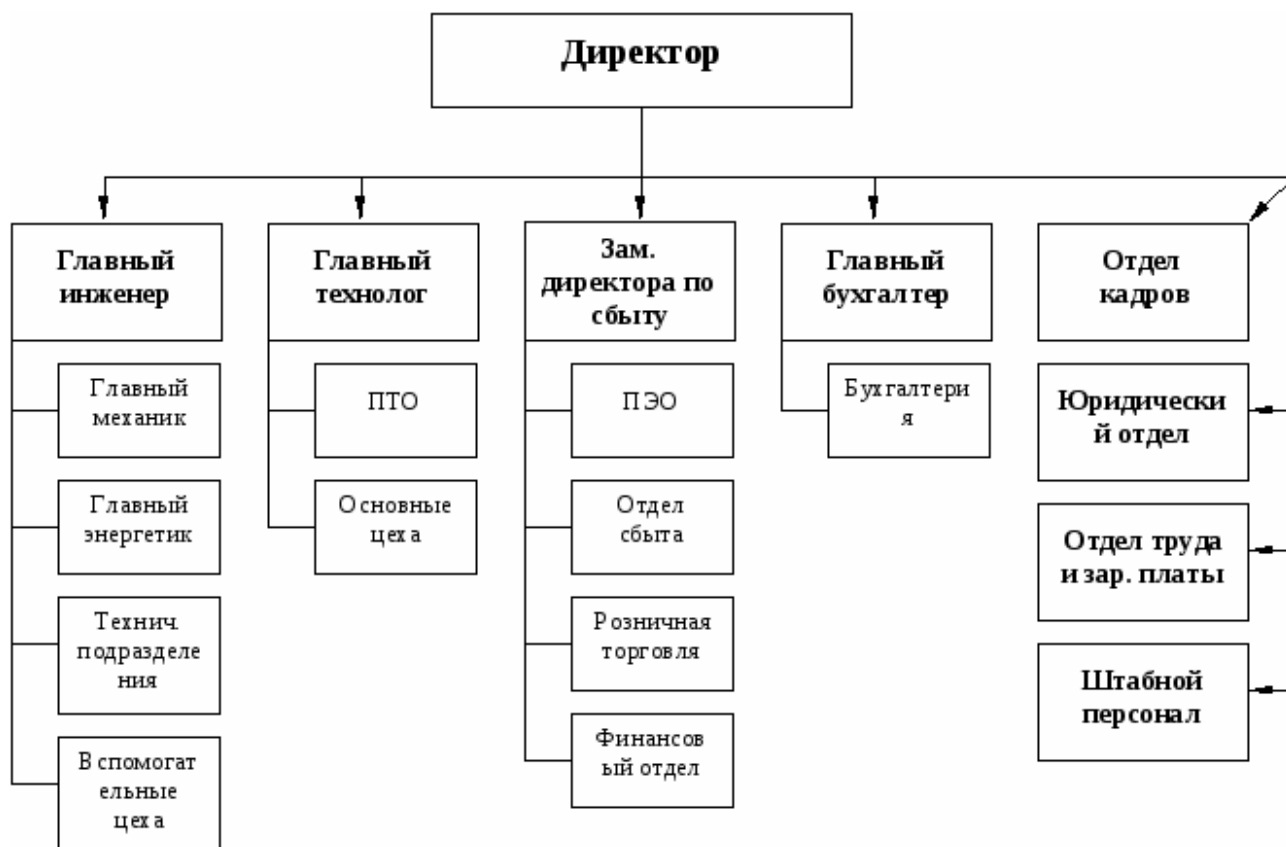 Директор
Главный
инженер
Главный
технолог
Зам.
директора по
сбыту
Главный
бухгалтер
Отдел
кадров
Главный
механик
ПТО
ПЭО
Бухгалтери
я
Юридически
й отдел
Главный
энергетик
Основные
цеха
Отдел
сбыта
Отдел труда
и зар. платы
Технич.
подразделе
ния
Розничная
торговля
Штабной
персонал
Вспомогат
ельные
цеха
Финансов
ый отдел